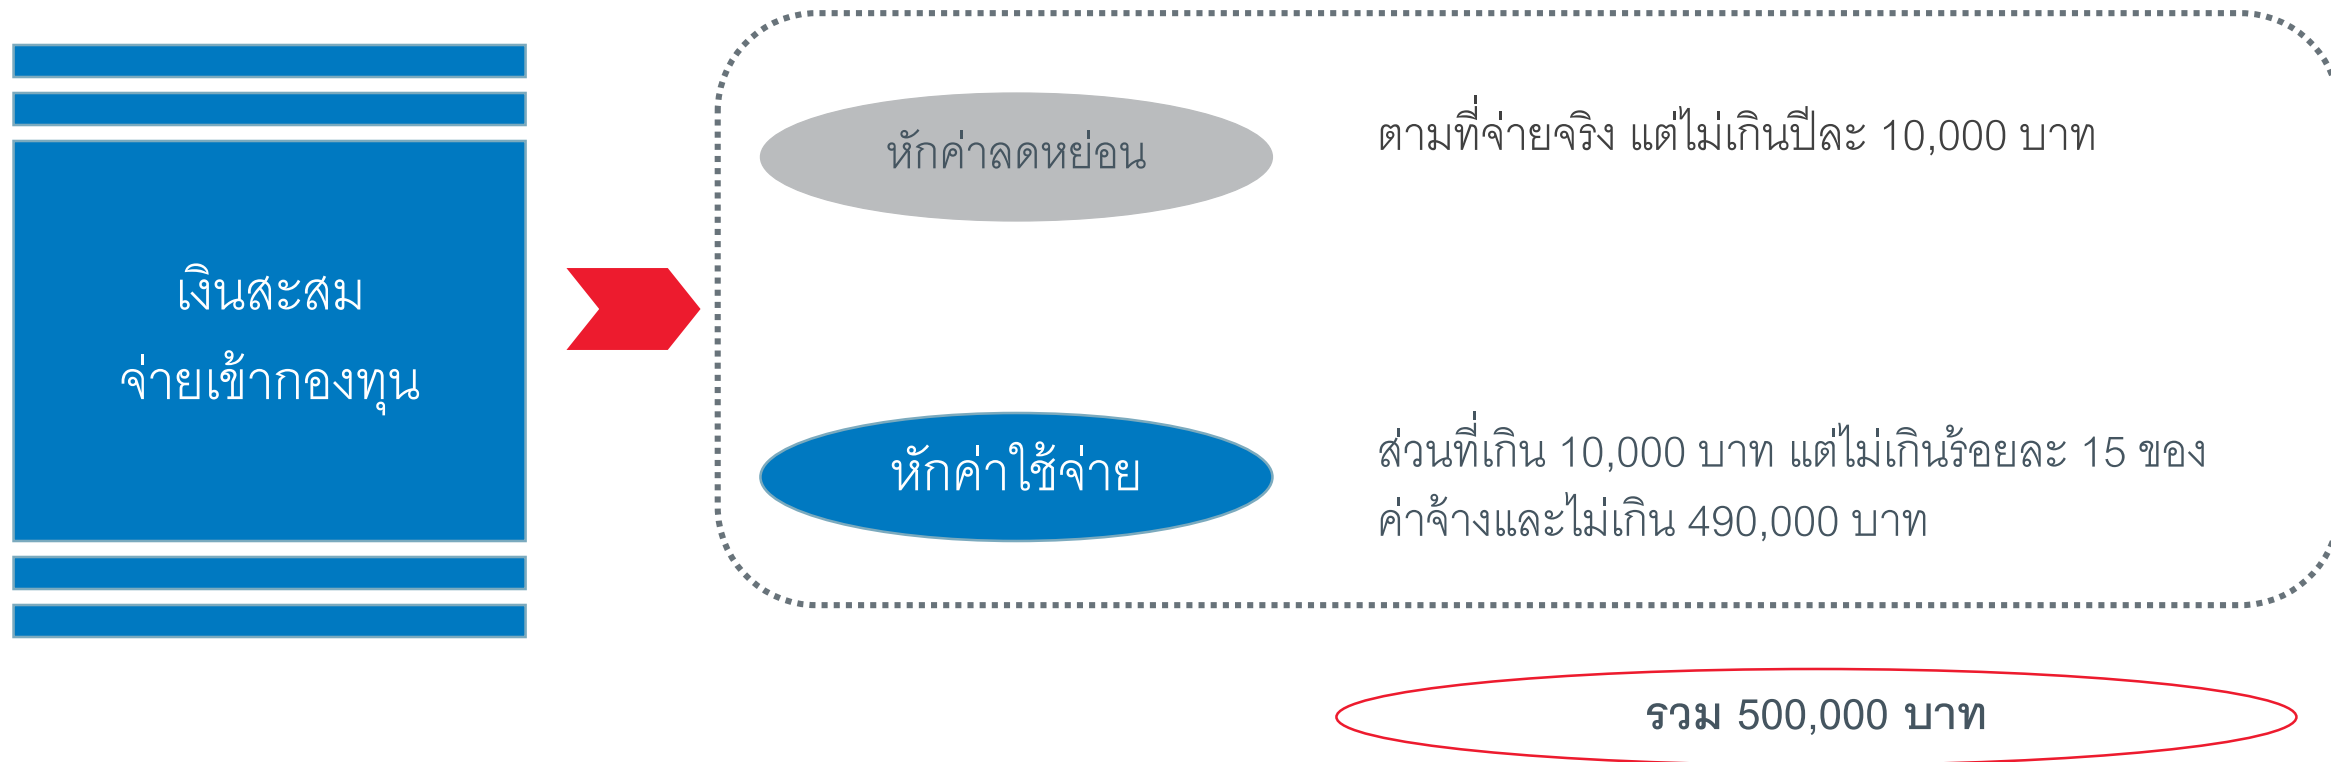 เงินสะสม
จ่ายเข้ากองทุน
หักค่าลดหย่อน
ตามที่จ่ายจริง แต่ไม่เกินปีละ 10,000 บาท
หักค่าใช้จ่าย
ส่วนที่เกิน 10,000 บาท แต่ไม่เกินร้อยละ 15 ของ
ค่าจ้างและไม่เกิน 490,000 บาท
รวม 500,000 บาท